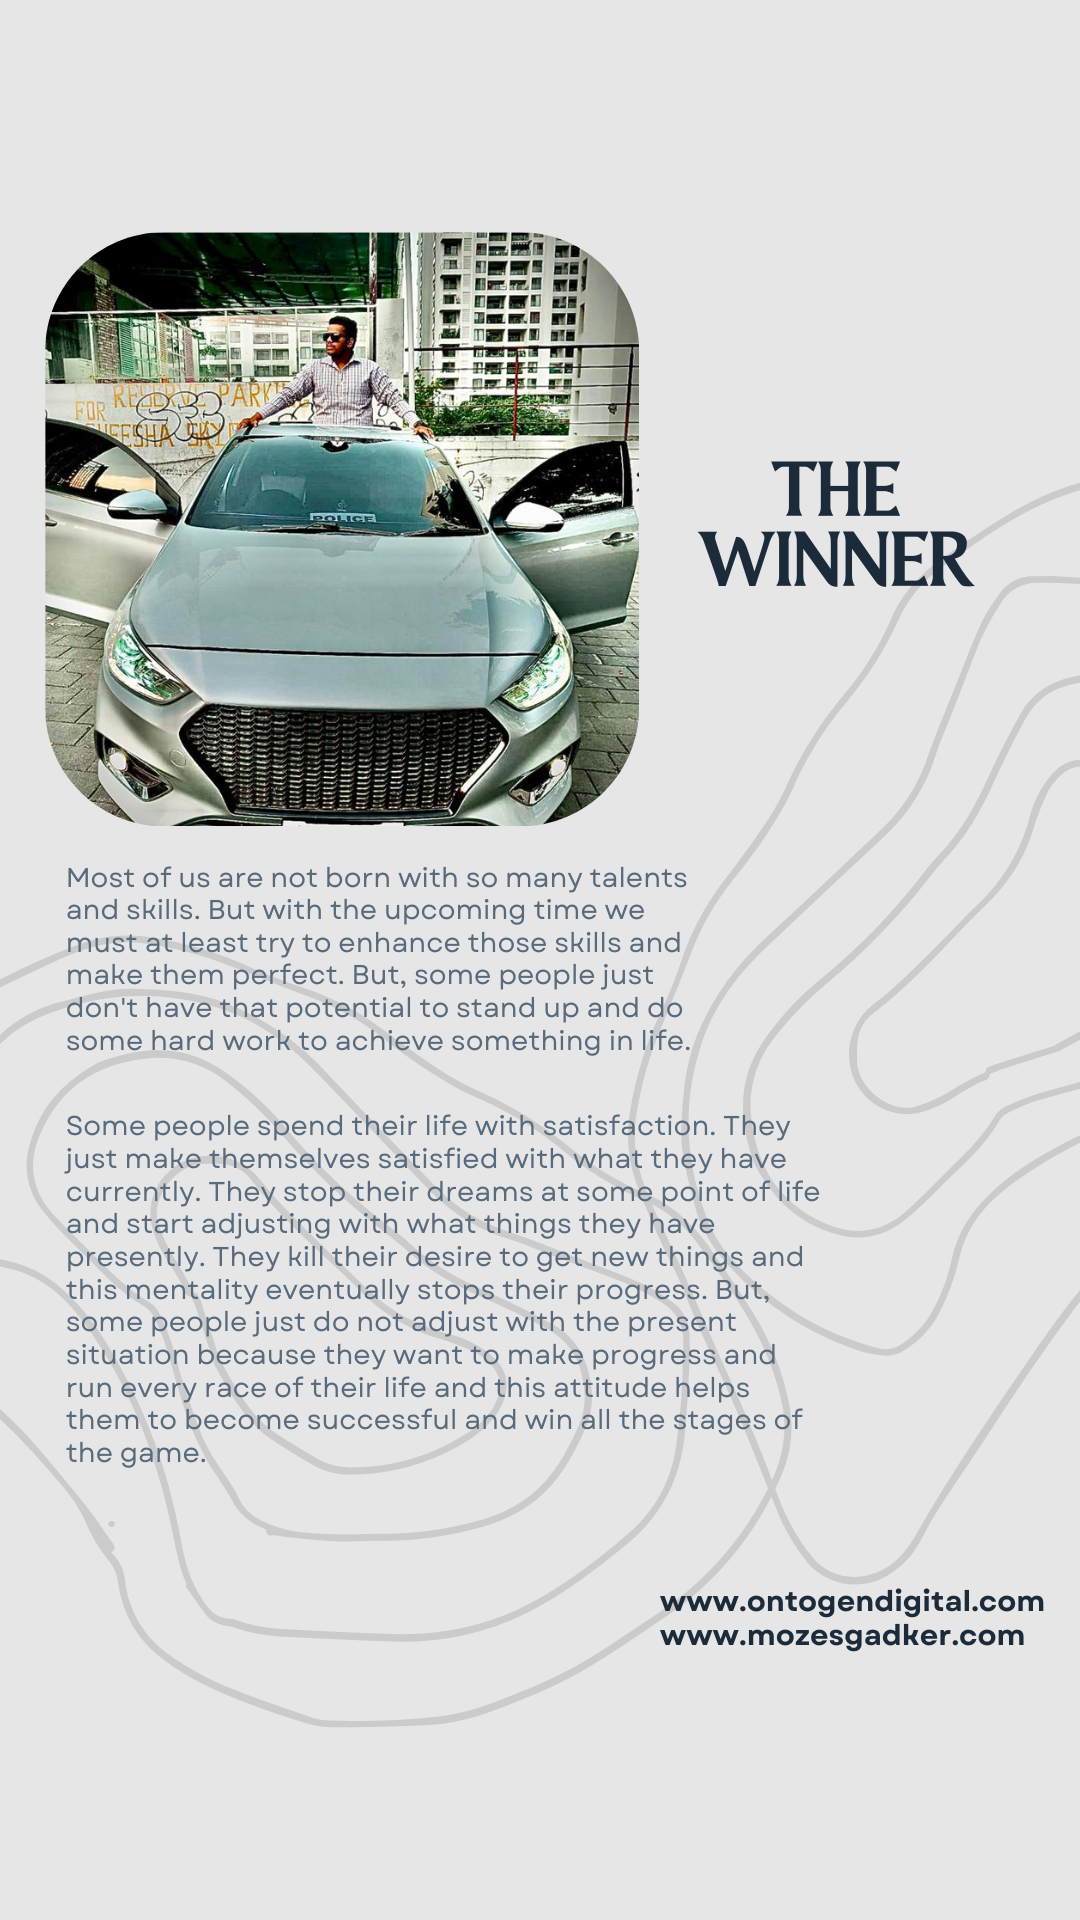 RESERVE PARKING
FOR
SHEESHA SKY
POLICE
THE
WINNER
Most of us are not born with so many talents
and skills. But with the upcoming time we
must at least try to enhance those skills and
make them perfect. But, some people just
don't have that potential to stand up and do
some hard work to achieve something in life.
Some people spend their life with satisfaction. They
just make themselves satisfied with what they have
currently. They stop their dreams at some point of life
and start adjusting with what things they have
presently. They kill their desire to get new things and
this mentality eventually stops their progress. But,
some people just do not adjust with the present
situation because they want to make progress and
run every race of their life and this attitude helps
them to become successful and win all the stages of
the game.
www.ontogendigital.com
www.mozesgadker.com